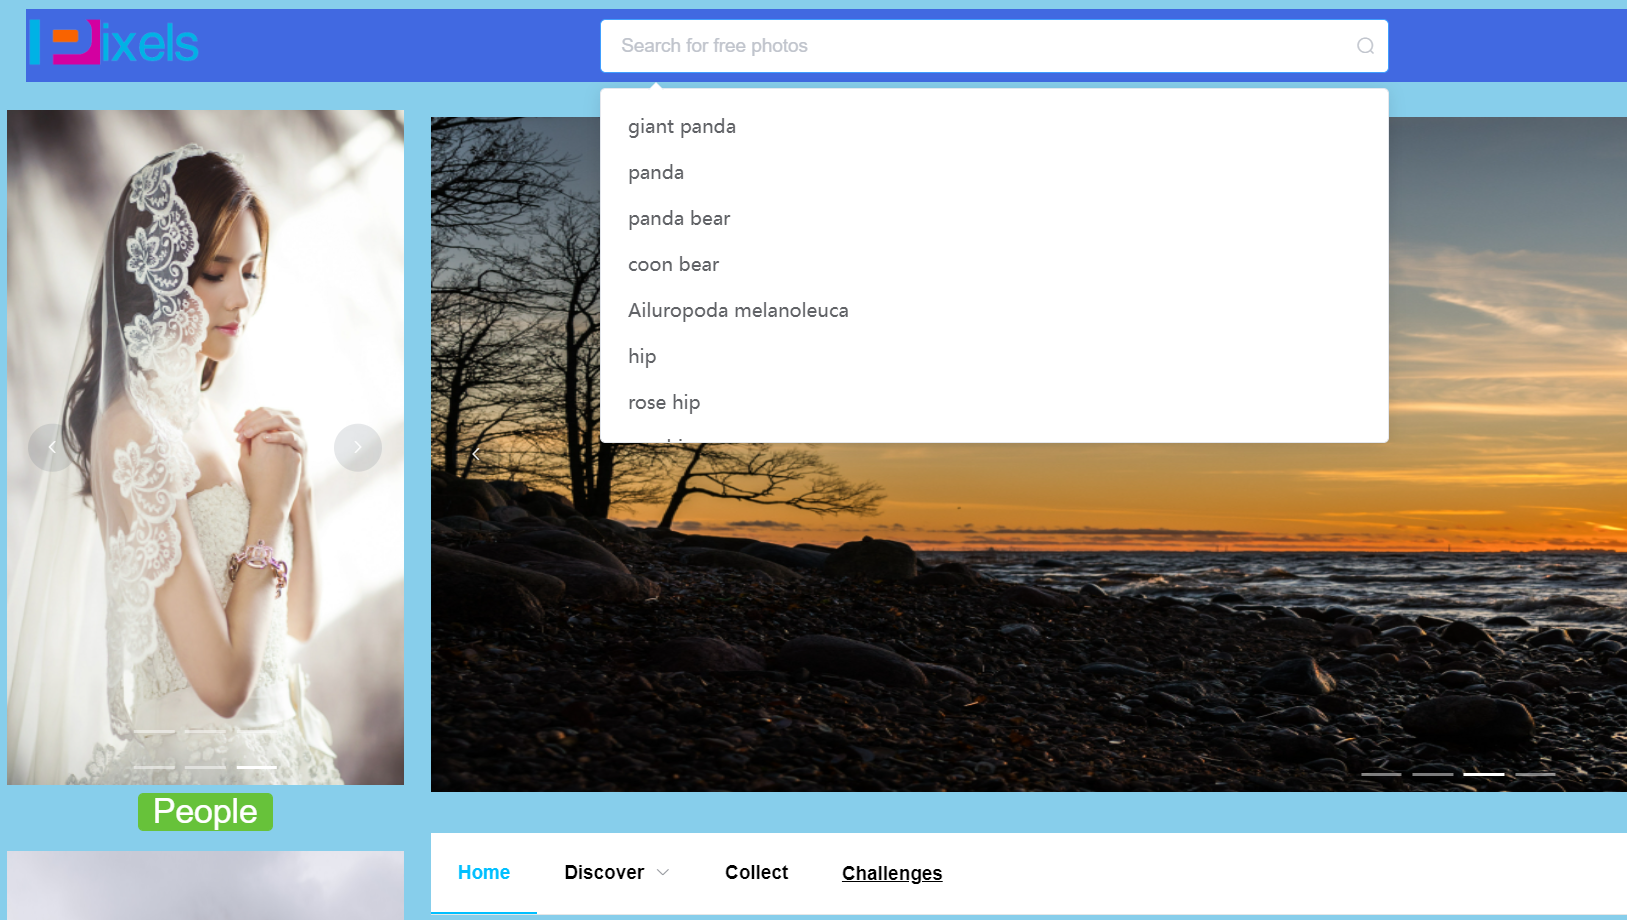 Pixels
Search for free photos
giant panda
panda
panda bear
coon bear
Ailuropoda melanoleuca
hip
rose hip
People
Home
Discover
Collect
Challenges